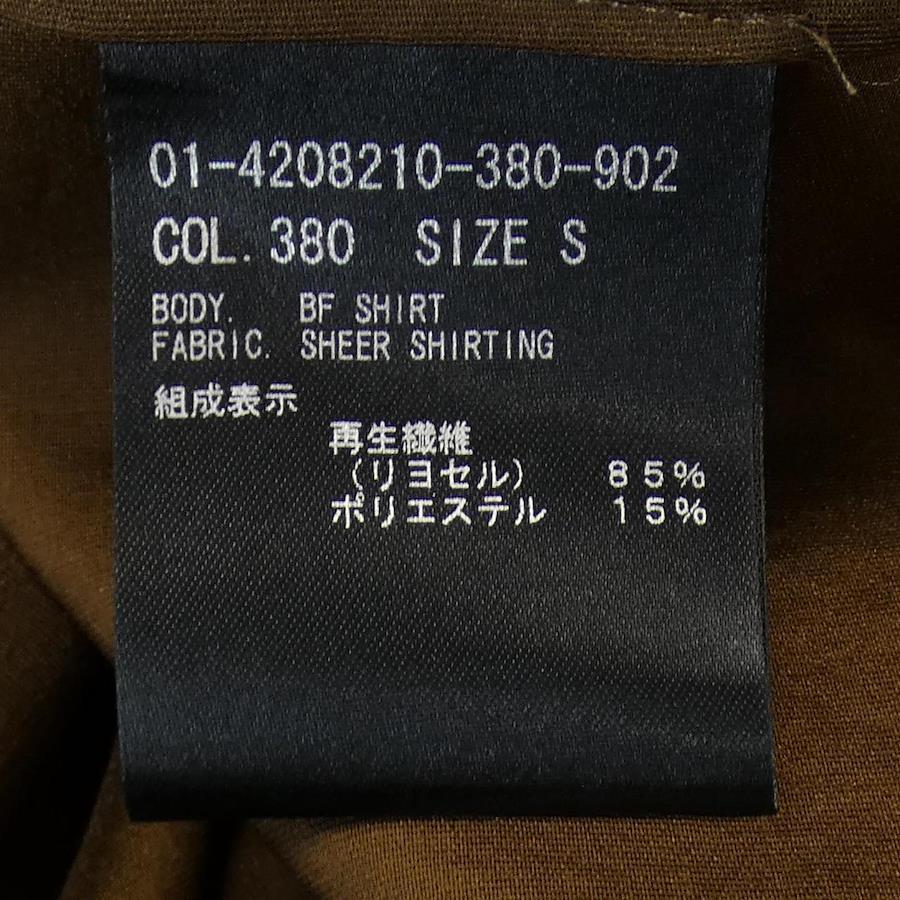 01-4208210-380-902
COL. 380 SIZE S
BODY. BF SHIRT
FABRIC. SHEER SHIRTING
組成表示
再生繊維
(リヨセル) 85%
ポリエステル 15%